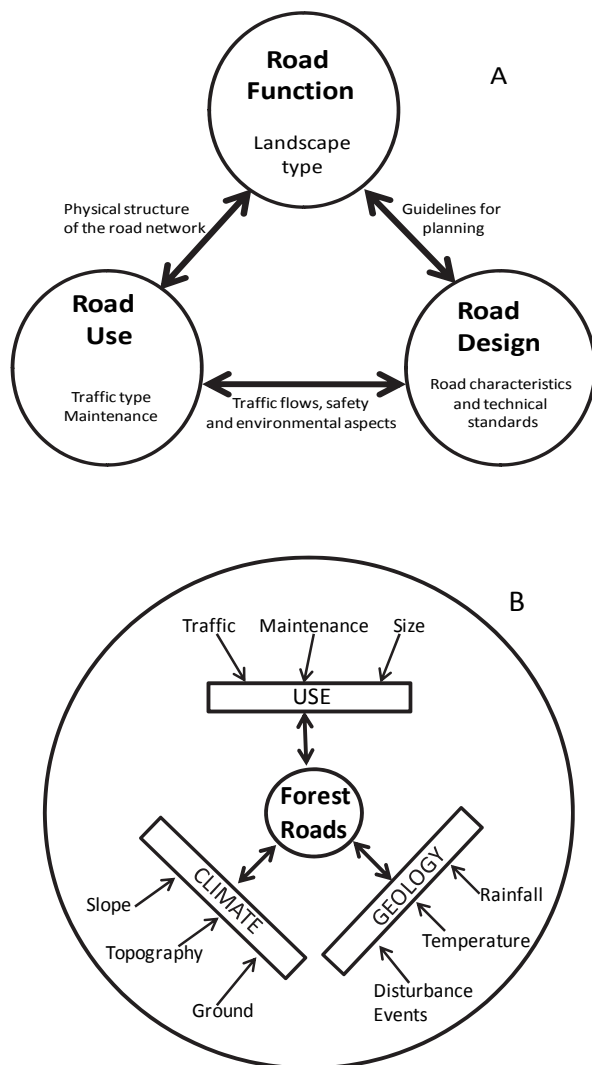 A
Road
Function
Landscape
type
Physical structure
of the road network
Guidelines for
planning
Road
Use
Traffic type
Maintenance
Road
Design
Road characteristics
and technical
standards
Traffic flows, safety
and environmental aspects
B
Traffic
Maintenance
Size
USE
Forest
Roads
CLIMATE
GEOLOGY
Slope
Topography
Ground
Rainfall
Temperature
Disturbance
Events